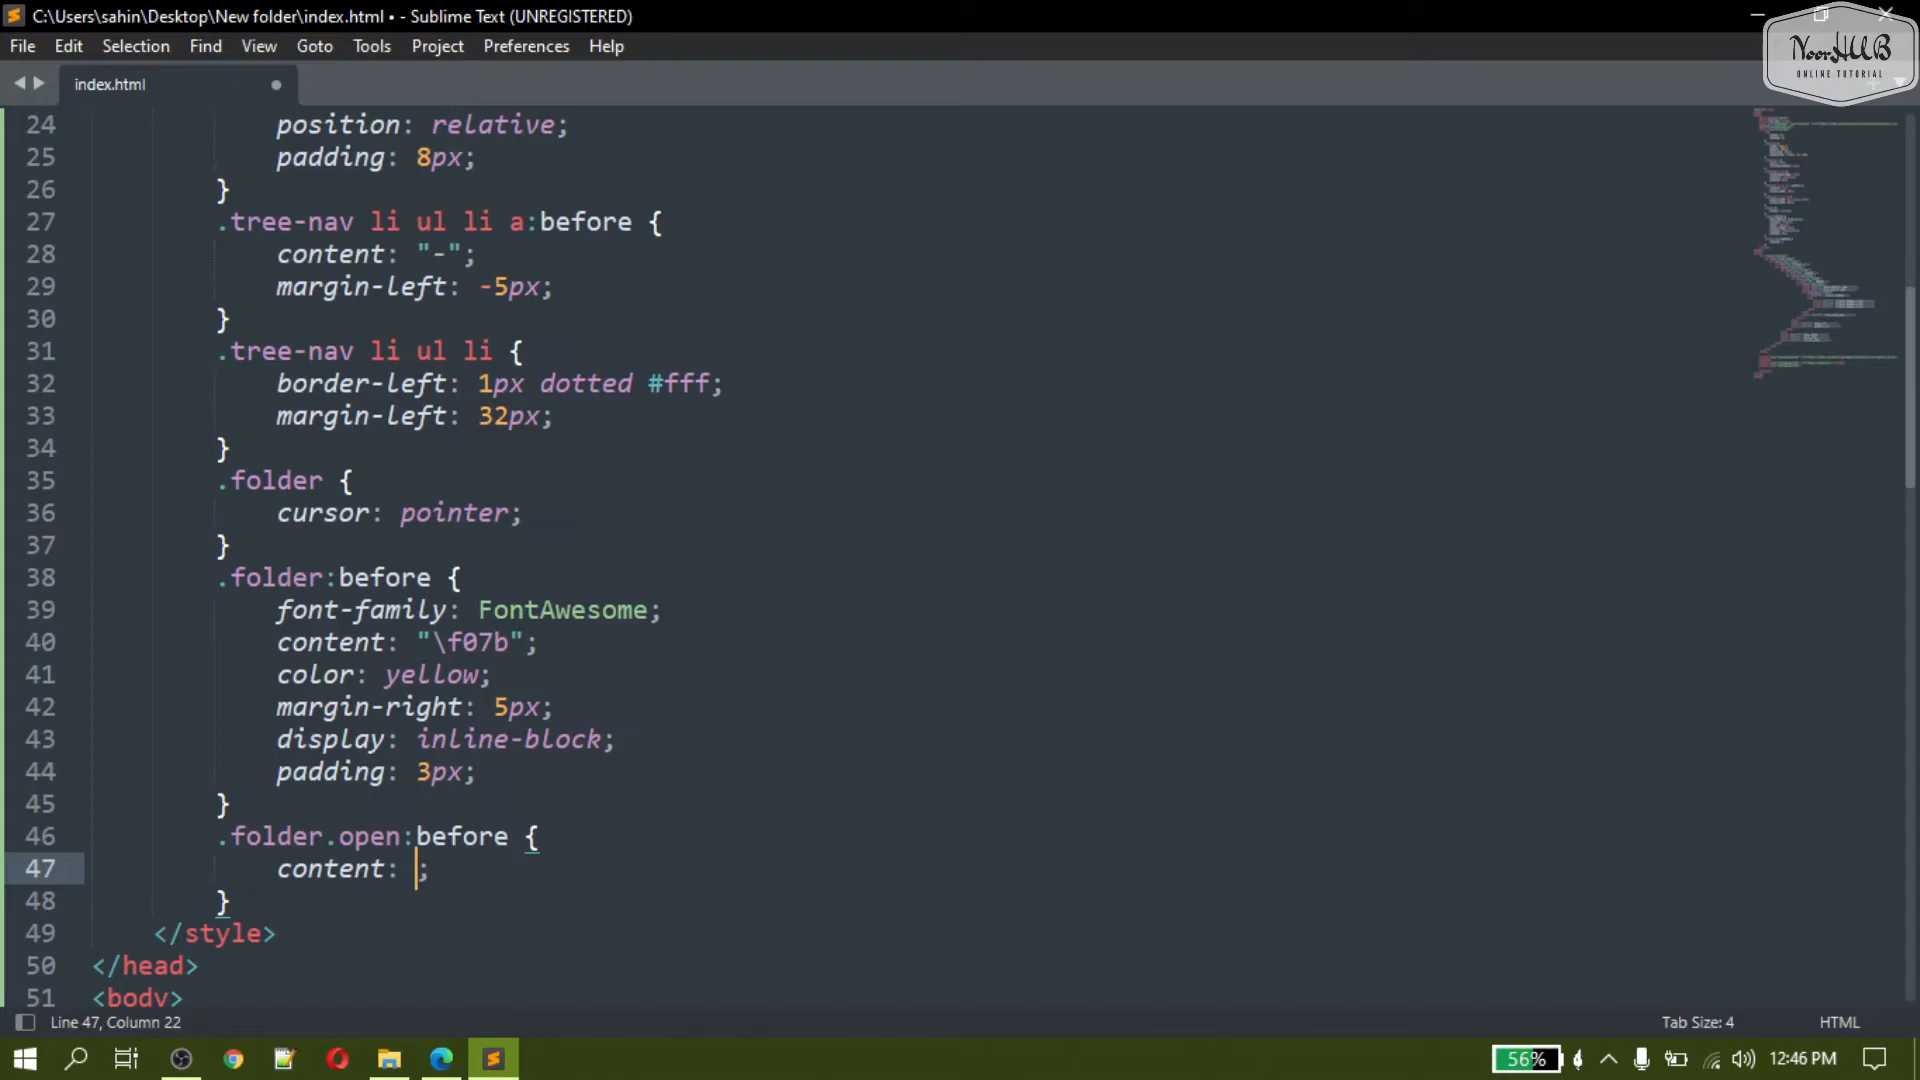 C:\Users\sahin\Desktop\New folder\index.html • - Sublime Text (UNREGISTERED)
File Edit Selection Find View Goto Tools Project Preferences Help
NoorHUB
ONLINE TUTORIAL
index.html
24 position: relative;
25 padding: 8px;
26 }
27 .tree-nav li ul li a:before {
28 content: "-";
29 margin-left: -5px;
30 }
31 .tree-nav li ul li {
32 border-left: 1px dotted #fff;
33 margin-left: 32px;
34 }
35 .folder {
36 cursor: pointer;
37 }
38 .folder:before {
39 font-family: FontAwesome;
40 content: "\f07b";
41 color: yellow;
42 margin-right: 5px;
43 display: inline-block;
44 padding: 3px;
45 }
46 .folder.open:before {
47 content: ;
48 }
49 </style>
50 </head>
51 <body>
Line 47, Column 22 Tab Size: 4 HTML
56% 12:46 PM